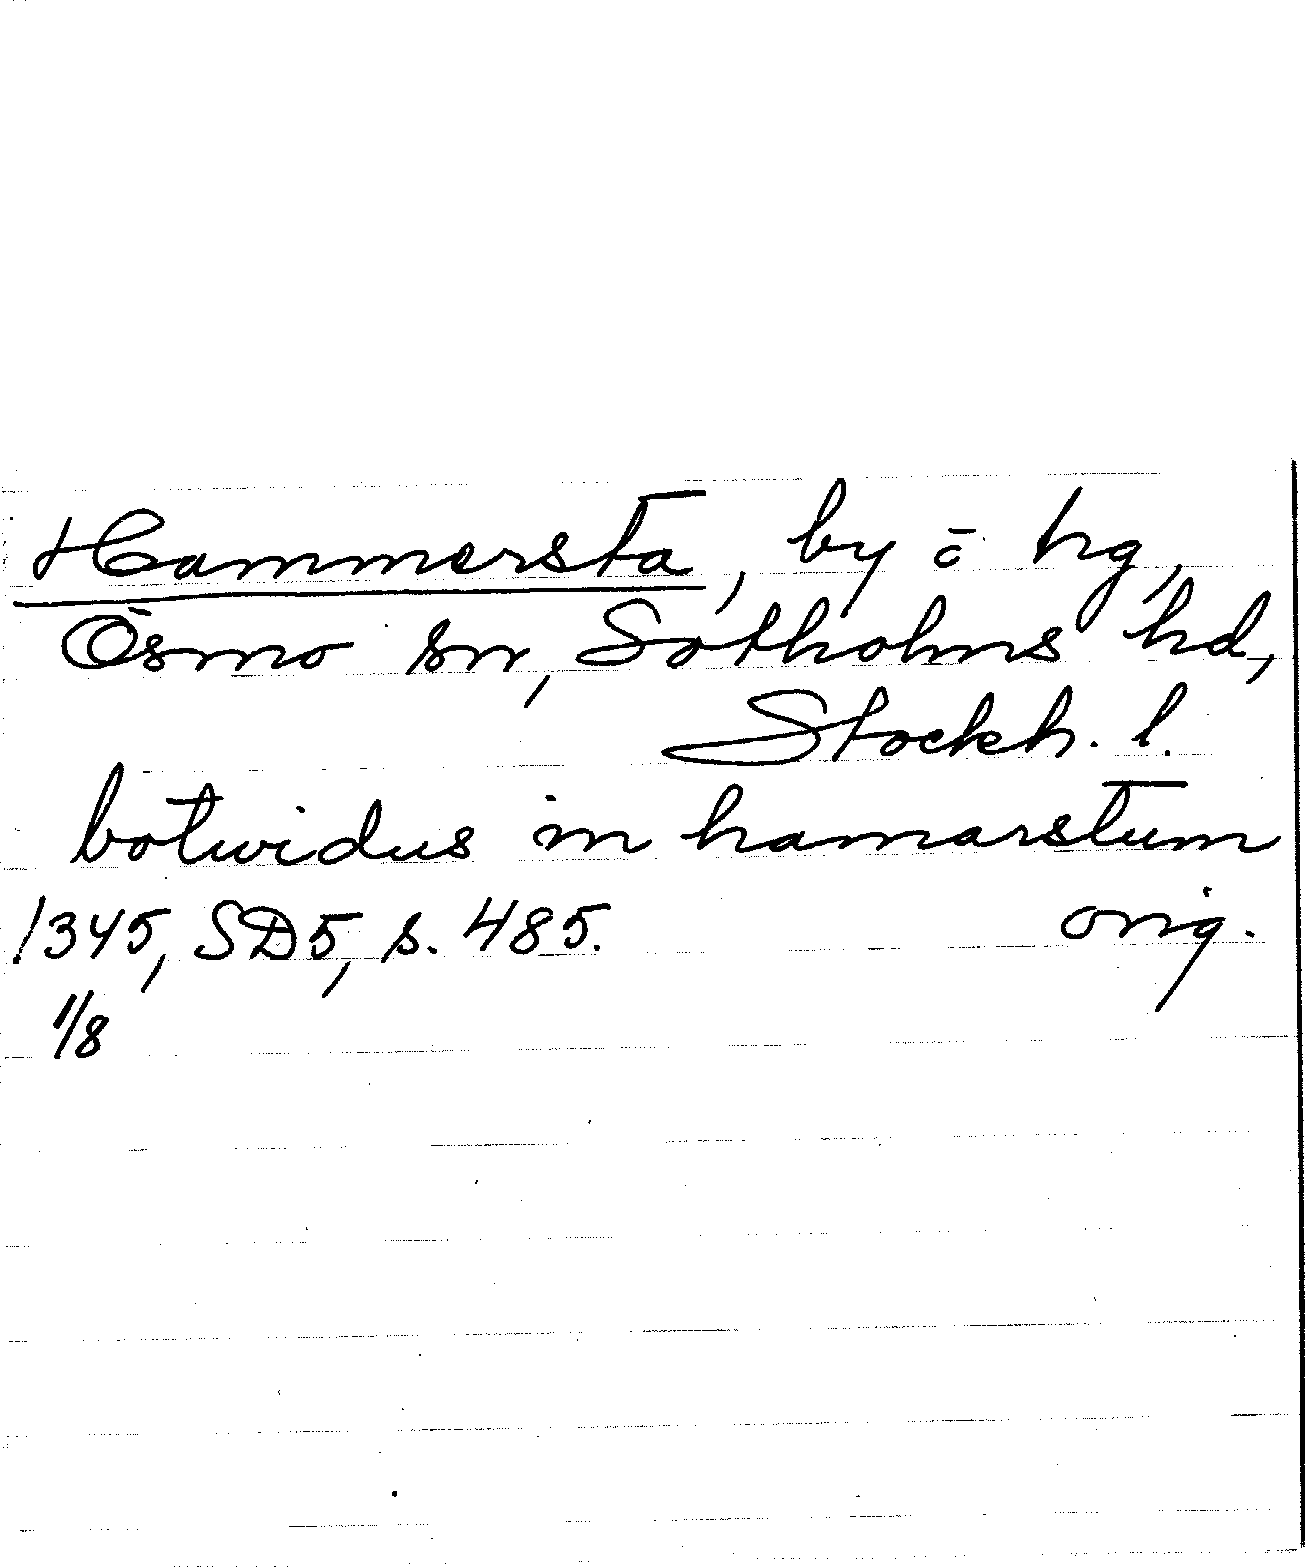 Hammersta, by ö hg,
Ösmo sn, Sotholms hd,
Stockh. l.
botwidus in hamarstum
1345, SD5, s. 485. orig.
1/8